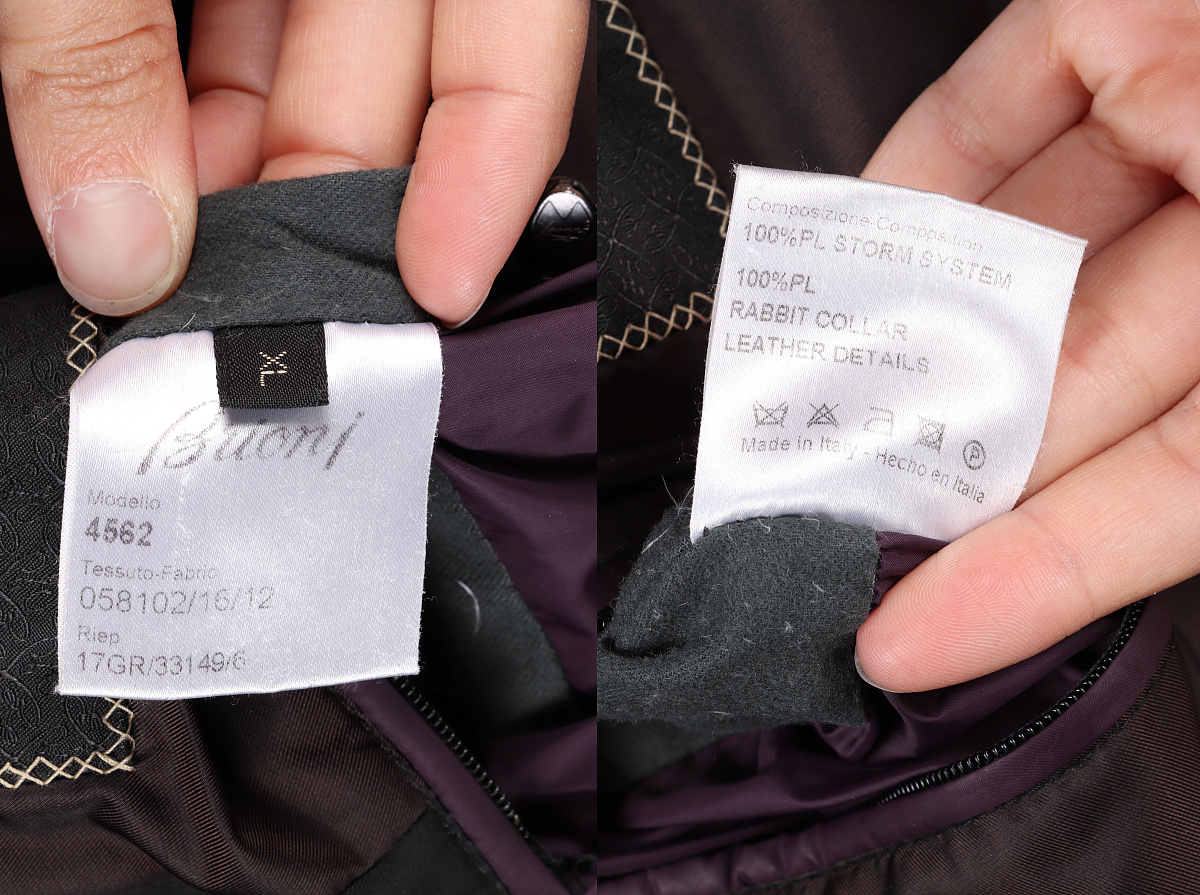 XL
Brioni
Modello
4562
Tessuto-Fabric
058102/16/12
Riep
17GR/33149/6
Composizione-Composition
100%PL STORM SYSTEM
100%PL
RABBIT COLLAR
LEATHER DETAILS
P
Made in Italy - Hecho en Italia